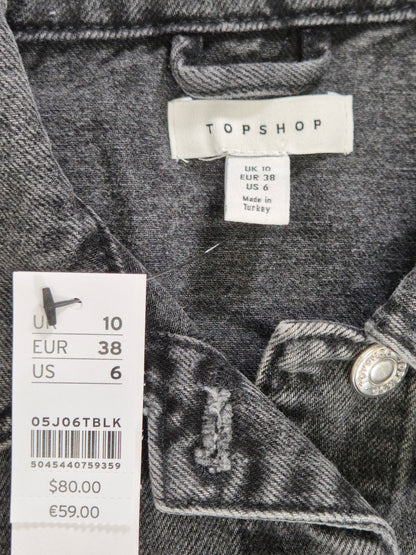 TOPSHOP
UK 10
EUR 38
US 6
Made in
Turkey
UK 10
EUR 38
US 6
05J06TBLK
5045440759359
$80.00
€59.00